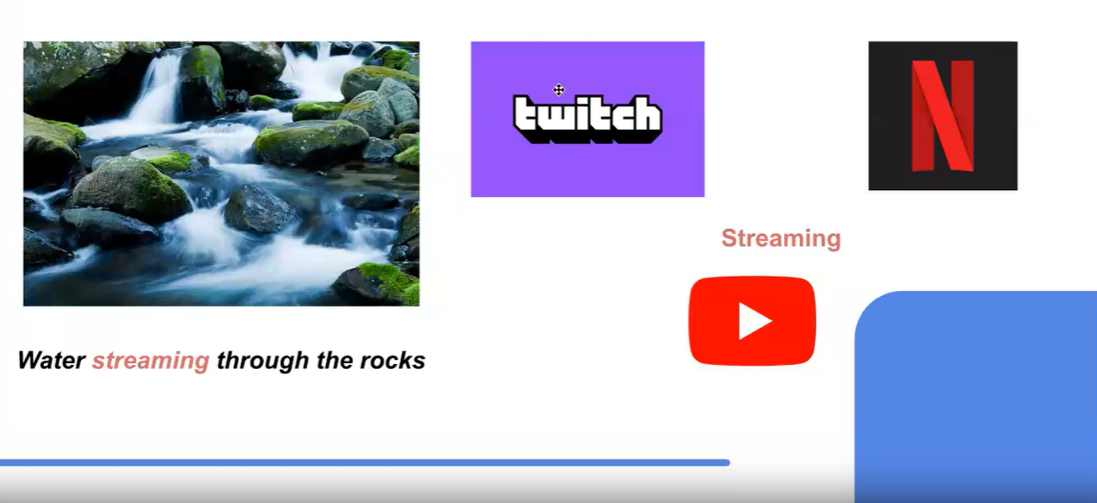 twitch
Streaming
Water streaming through the rocks